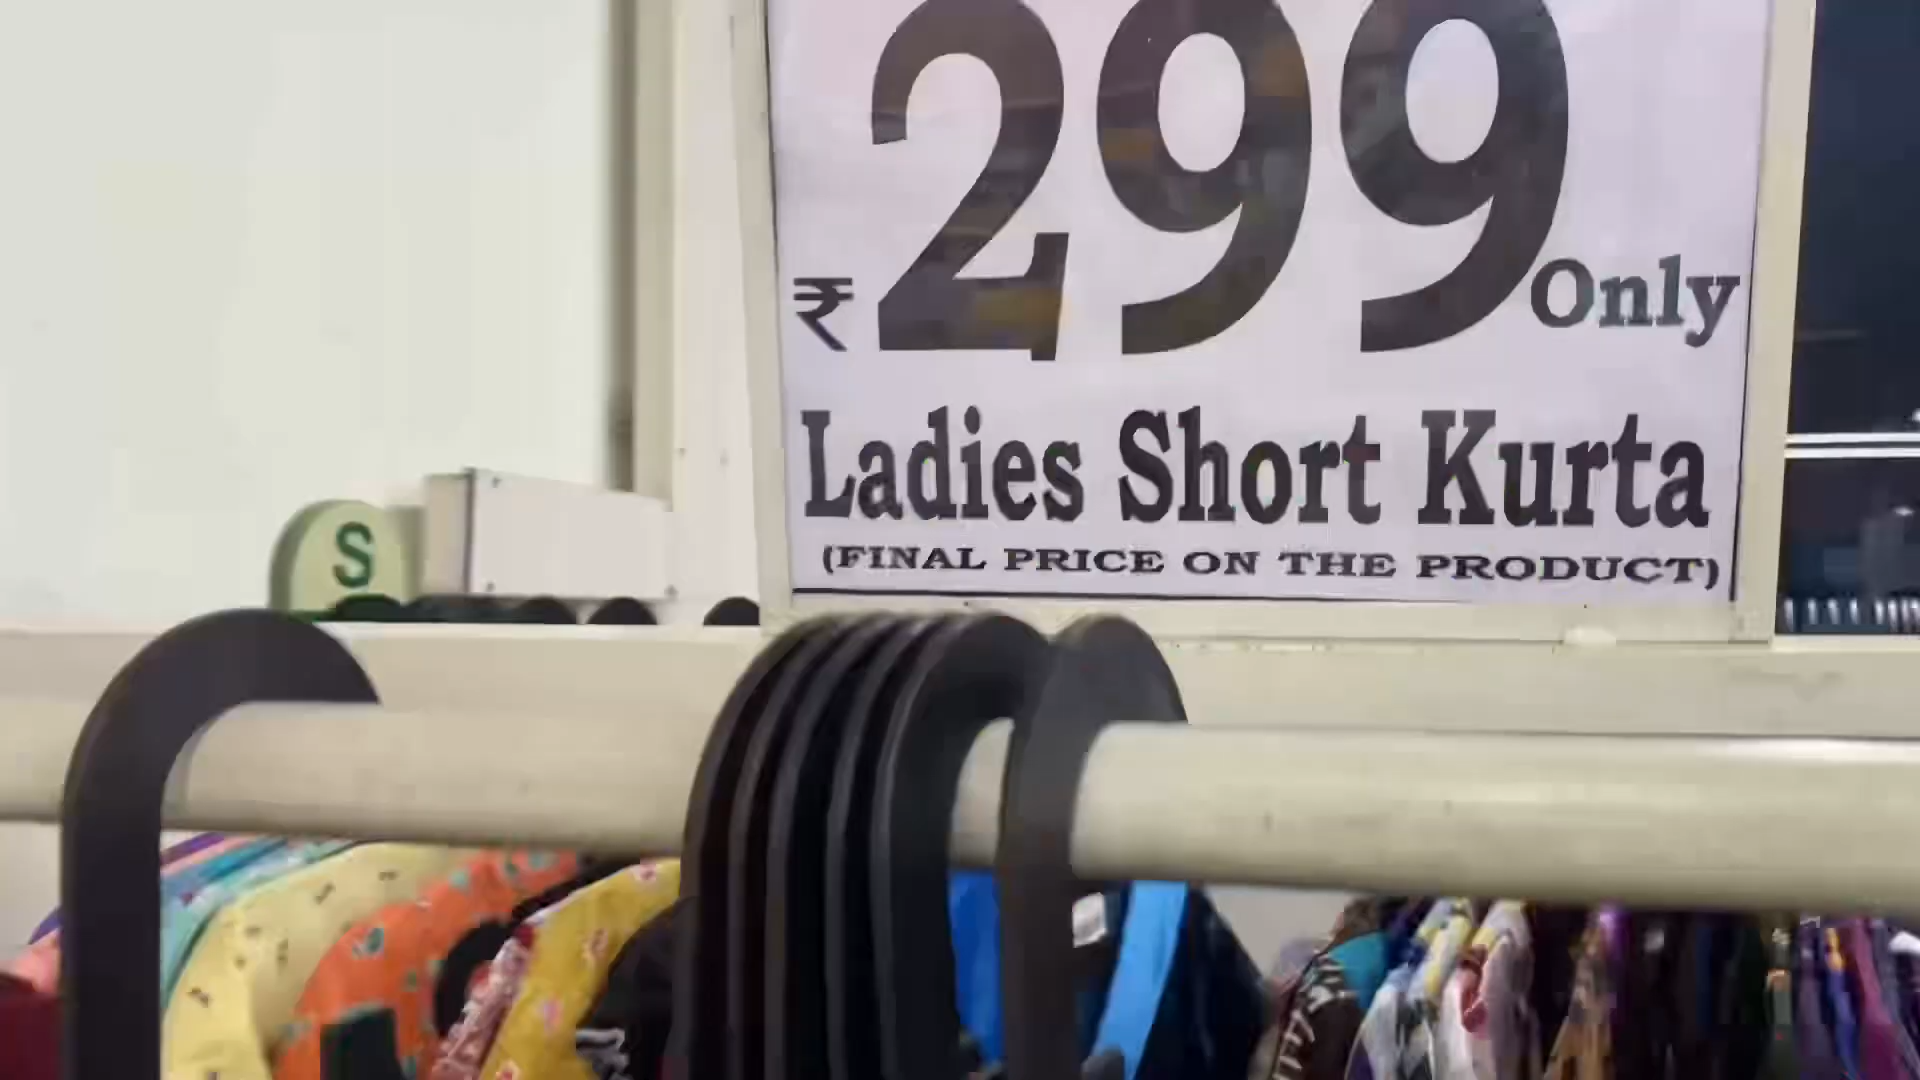 ₹299 Only
Ladies Short Kurta
(FINAL PRICE ON THE PRODUCT)
S